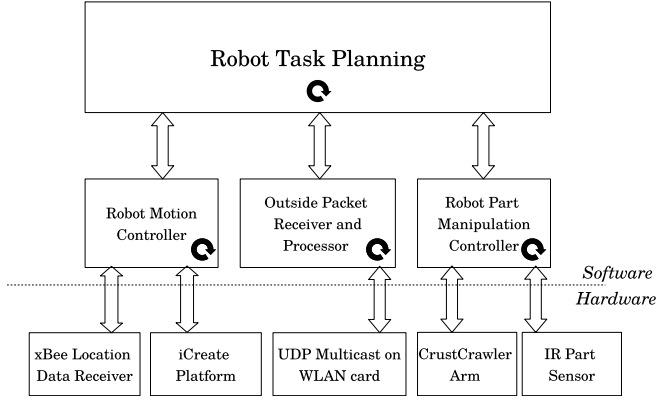 Robot Task Planning
Robot Motion
Controller
Outside Packet
Receiver and
Processor
Robot Part
Manipulation
Controller
Software
Hardware
xBee Location
Data Receiver
iCreate
Platform
UDP Multicast on
WLAN card
CrustCrawler
Arm
IR Part
Sensor